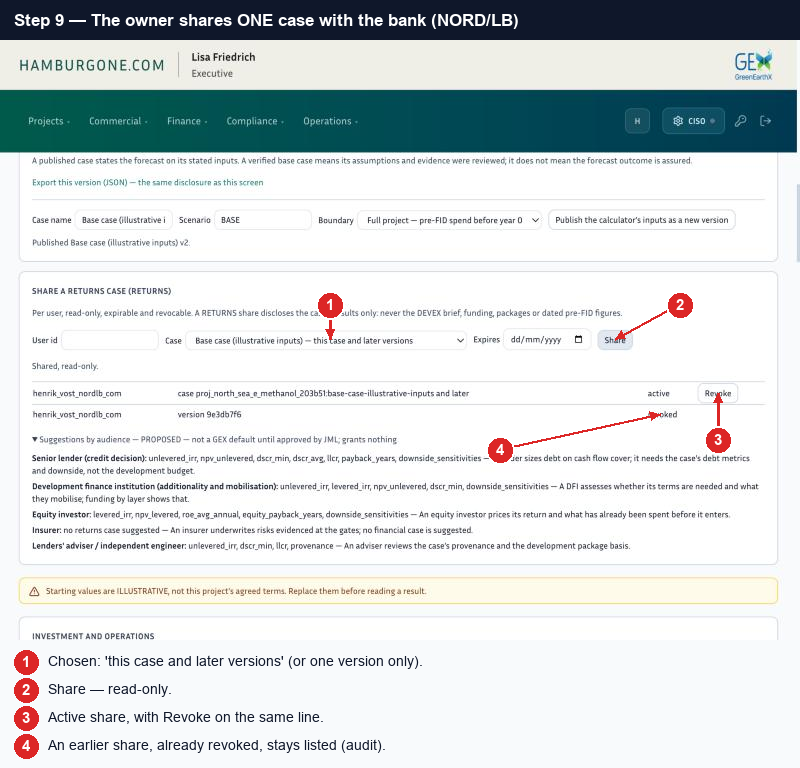 Step 9 — The owner shares ONE case with the bank (NORD/LB)
HAMBURGONE.COM
Lisa Friedrich
Executive
GEX
GreenEarthX
Projects
Commercial
Finance
Compliance
Operations
H
CISO
A published case states the forecast on its stated inputs. A verified base case means its assumptions and evidence were reviewed; it does not mean the forecast outcome is assured.
Export this version (JSON) — the same disclosure as this screen
Case name Base case (illustrative i Scenario BASE Boundary Full project — pre-FID spend before year 0 Publish the calculator's inputs as a new version
Published Base case (illustrative inputs) v2.
SHARE A RETURNS CASE (RETURNS)
1
2
Per user, read-only, expirable and revocable. A RETURNS share discloses the only: never the DEVEX brief, funding, packages or dated pre-FID figures.
User id Case Base case (illustrative inputs) — this case and later versions Expires dd/mm/yyyy Share
Shared, read-only.
henrik_vost_nordlb_com case proj_north_sea_e_methanol_203b51:base-case-illustrative-inputs and later active Revoke
henrik_vost_nordlb_com version 9e3db7f6
4
3
Suggestions by audience — PROPOSED — not a GEX default until approved by JML; grants nothing
Senior lender (credit decision): unlevered_irr, npv_unlevered, dscr_min, dscr_avg, llcr, payback_years, downside_sensitivities — sizes debt on cash flow cover; it needs the case's debt metrics
and downside, not the development budget.
Development finance institution (additionality and mobilisation): unlevered_irr, levered_irr, npv_unlevered, dscr_min, downside_sensitivities — A DFI assesses whether its terms are needed and what
they mobilise; funding by layer shows that.
Equity investor: levered_irr, npv_levered, roe_avg_annual, equity_payback_years, downside_sensitivities — An equity investor prices its return and what has already been spent before it enters.
Insurer: no returns case suggested — An insurer underwrites risks evidenced at the gates; no financial case is suggested.
Lenders' adviser / independent engineer: unlevered_irr, dscr_min, llcr, provenance — An adviser reviews the case's provenance and the development package basis.
Starting values are ILLUSTRATIVE, not this project's agreed terms. Replace them before reading a result.
INVESTMENT AND OPERATIONS
1 Chosen: 'this case and later versions' (or one version only).
2 Share — read-only.
3 Active share, with Revoke on the same line.
4 An earlier share, already revoked, stays listed (audit).